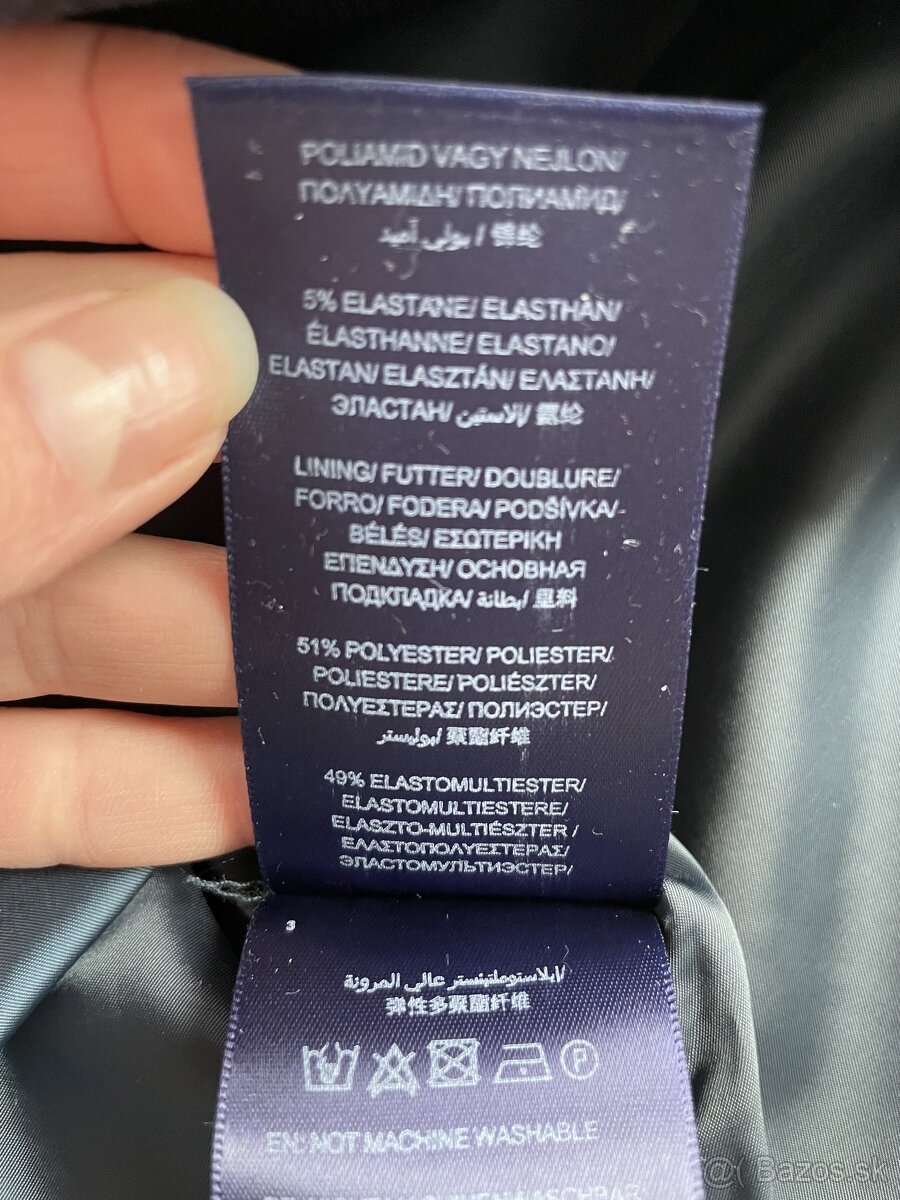 POLIAMID VAGY NEJLON/
ΠΟΛΥΑΜΙΔΗ/ ПОЛИАМИД/
بولي أميد / 锦纶
5% ELASTANE/ ELASTHAN/
ÉLASTHANNE/ ELASTANO/
ELASTAN/ ELASZTÁN/ ΕΛΑΣΤΑΝΗ/
ЭЛАСТАН/ إلاستين/ 氨纶
LINING/ FUTTER/ DOUBLURE/
FORRO/ FODERA/ PODŠÍVKA/
BÉLÉS/ ΕΣΩΤΕΡΙΚΗ
ΕΠΕΝΔΥΣΗ/ ОСНОВНАЯ
ПОДКЛАДКА/ بطانة/ 里料
51% POLYESTER/ POLIESTER/
POLIESTERE/ POLIÉSZTER/
ΠΟΛΥΕΣΤΕΡΑΣ/ ПОЛИЭСТЕР/
بوليستر/ 聚酯纤维
49% ELASTOMULTIESTER/
ELASTOMULTIESTERE/
ELASZTO-MULTIÉSZTER /
ΕΛΑΣΤΟΠΟΛΥΕΣΤΕΡΑΣ/
ЭЛАСТОМУЛЬТИЭСТЕР/
3
عالي المرونة/
弹性多聚酯纤维
P
EN: NOT MACHINE WASHABLE
Bazos.sk